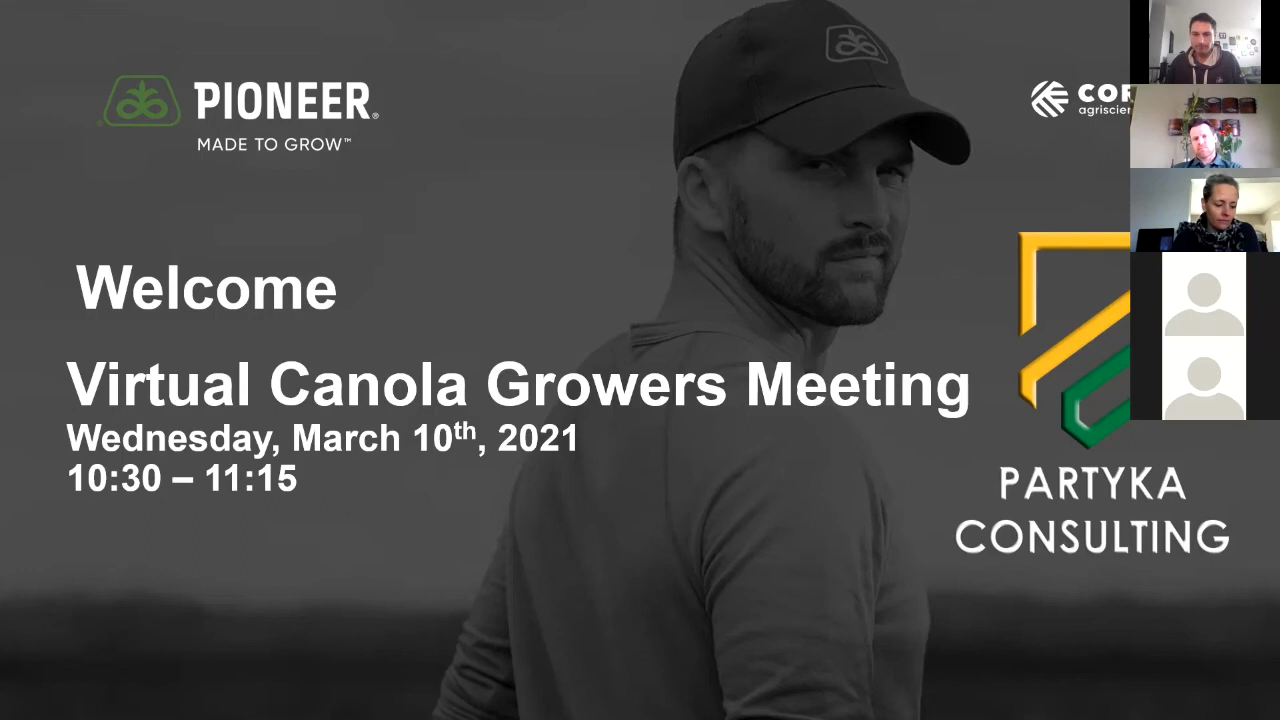 PIONEER®
MADE TO GROW™
Welcome
Virtual Canola Growers Meeting
Wednesday, March 10th, 2021
10:30 – 11:15
PARTYKA
CONSULTING